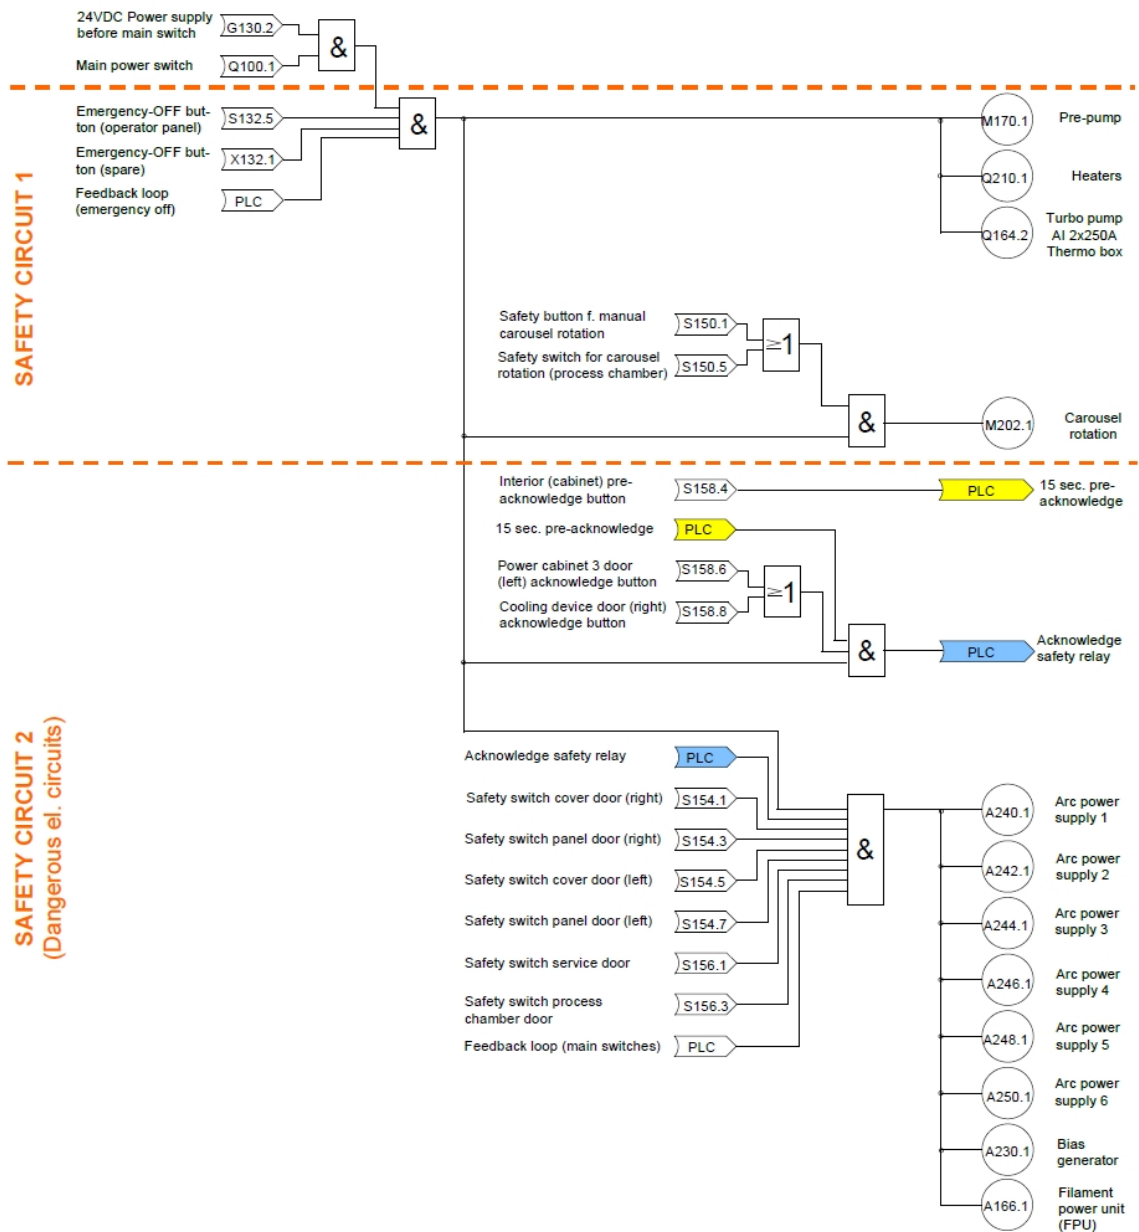 24VDC Power supply
before main switch
G130.2
&
Main power switch
Q100.1
SAFETY CIRCUIT 1
Emergency-OFF but-
ton (operator panel)
S132.5
&
M170.1
Pre-pump
Emergency-OFF but-
ton (spare)
X132.1
Q210.1
Heaters
Feedback loop
(emergency off)
PLC
Q164.2
Turbo pump
AI 2x250A
Thermo box
Safety button f. manual
carousel rotation
S150.1
≥1
Safety switch for carousel
rotation (process chamber)
S150.5
&
M202.1
Carousel
rotation
SAFETY CIRCUIT 2
(Dangerous el. circuits)
Interior (cabinet) pre-
acknowledge button
S158.4
PLC
15 sec. pre-
acknowledge
15 sec. pre-acknowledge
PLC
Power cabinet 3 door
(left) acknowledge button
S158.6
≥1
Cooling device door (right)
acknowledge button
S158.8
&
PLC
Acknowledge
safety relay
Acknowledge safety relay
PLC
Safety switch cover door (right)
S154.1
Safety switch panel door (right)
S154.3
Safety switch cover door (left)
S154.5
Safety switch panel door (left)
S154.7
Safety switch service door
S156.1
Safety switch process
chamber door
S156.3
Feedback loop (main switches)
PLC
&
A240.1
Arc power
supply 1
A242.1
Arc power
supply 2
A244.1
Arc power
supply 3
A246.1
Arc power
supply 4
A248.1
Arc power
supply 5
A250.1
Arc power
supply 6
A230.1
Bias
generator
A166.1
Filament
power unit
(FPU)